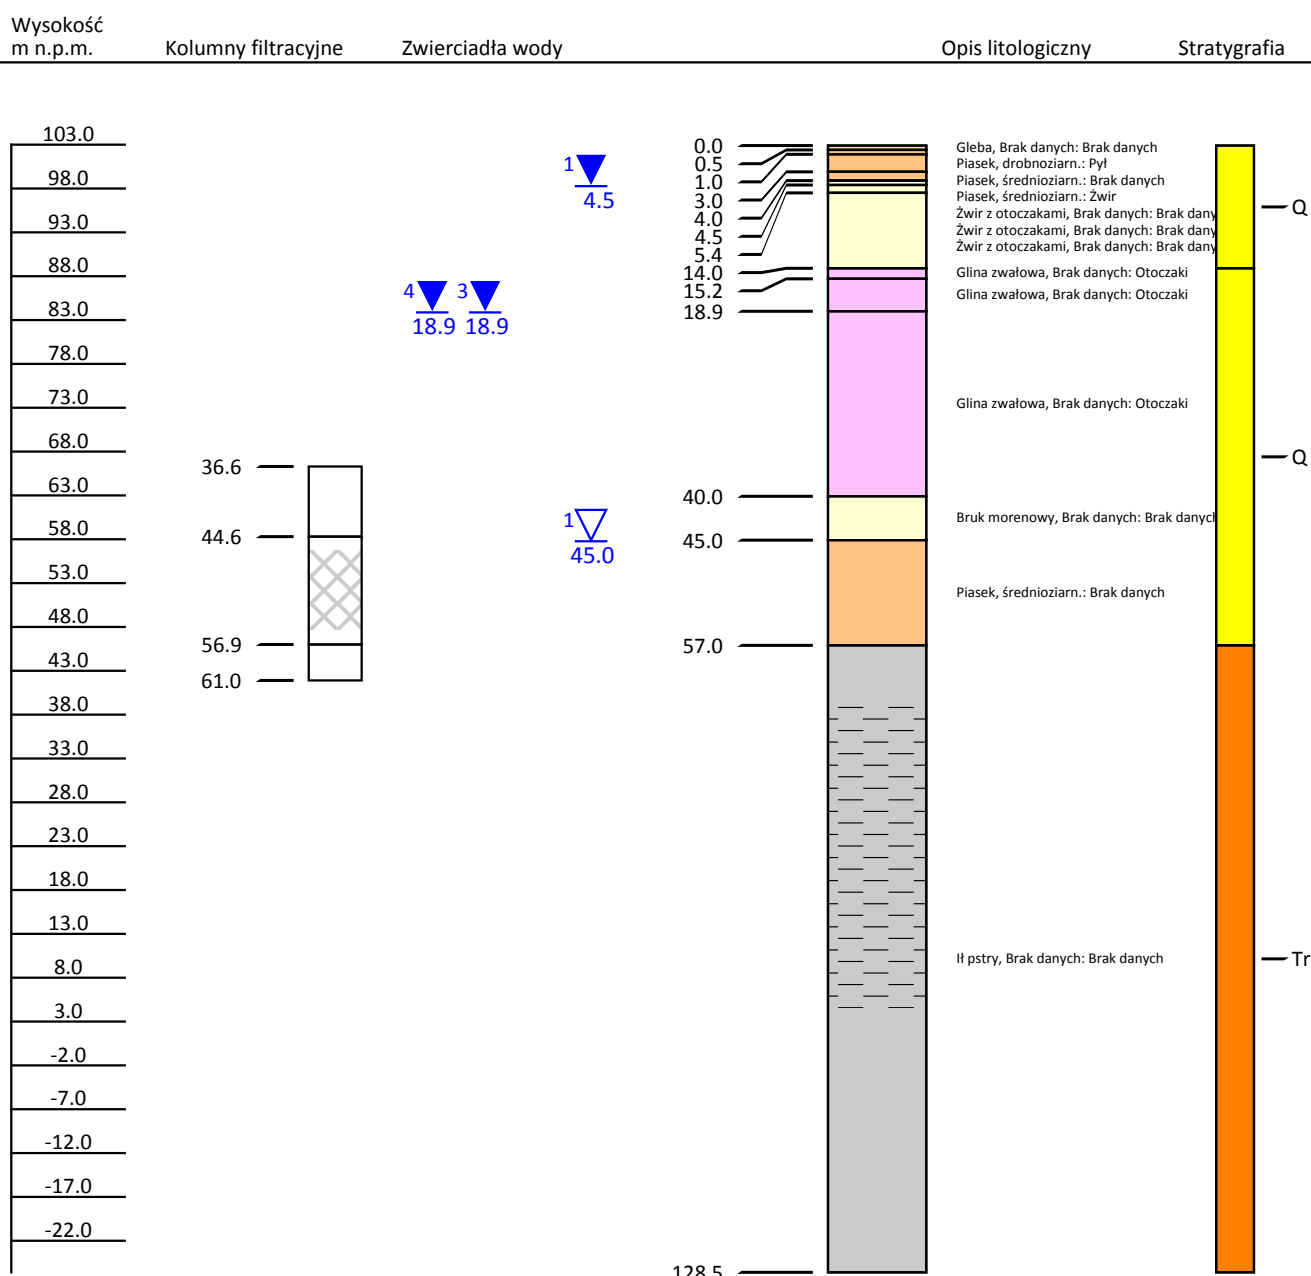 Wysokość
m n.p.m.
Kolumny filtracyjne
Zwierciadła wody
Opis litologiczny
Stratygrafia
103.0
98.0
93.0
88.0
83.0
78.0
73.0
68.0
63.0
58.0
53.0
48.0
43.0
38.0
33.0
28.0
23.0
18.0
13.0
8.0
3.0
-2.0
-7.0
-12.0
-17.0
-22.0
36.6
44.6
56.9
61.0
1
4.5
4
18.9
3
18.9
1
45.0
0.0
0.5
1.0
3.0
4.0
4.5
5.4
14.0
15.2
18.9
40.0
45.0
57.0
128.5
Gleba, Brak danych: Brak danych
Piasek, drobnoziarn.: Pył
Piasek, średnioziarn.: Brak danych
Piasek, średnioziarn.: Żwir
Żwir z otoczakami, Brak danych: Brak dany
Żwir z otoczakami, Brak danych: Brak dany
Żwir z otoczakami, Brak danych: Brak dany
Glina zwałowa, Brak danych: Otoczaki
Glina zwałowa, Brak danych: Otoczaki
Glina zwałowa, Brak danych: Otoczaki
Bruk morenowy, Brak danych: Brak danych
Piasek, średnioziarn.: Brak danych
Ił pstry, Brak danych: Brak danych
Q
Q
Tr